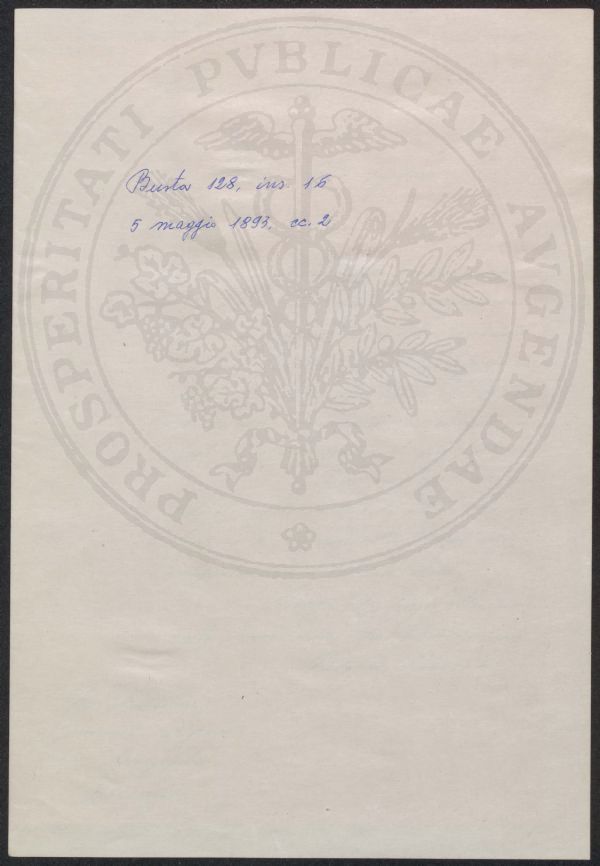 PROSPERITATI PVBLICAE AVGENDAE
Busta 128, ins. 16
5 maggio 1893, cc. 2